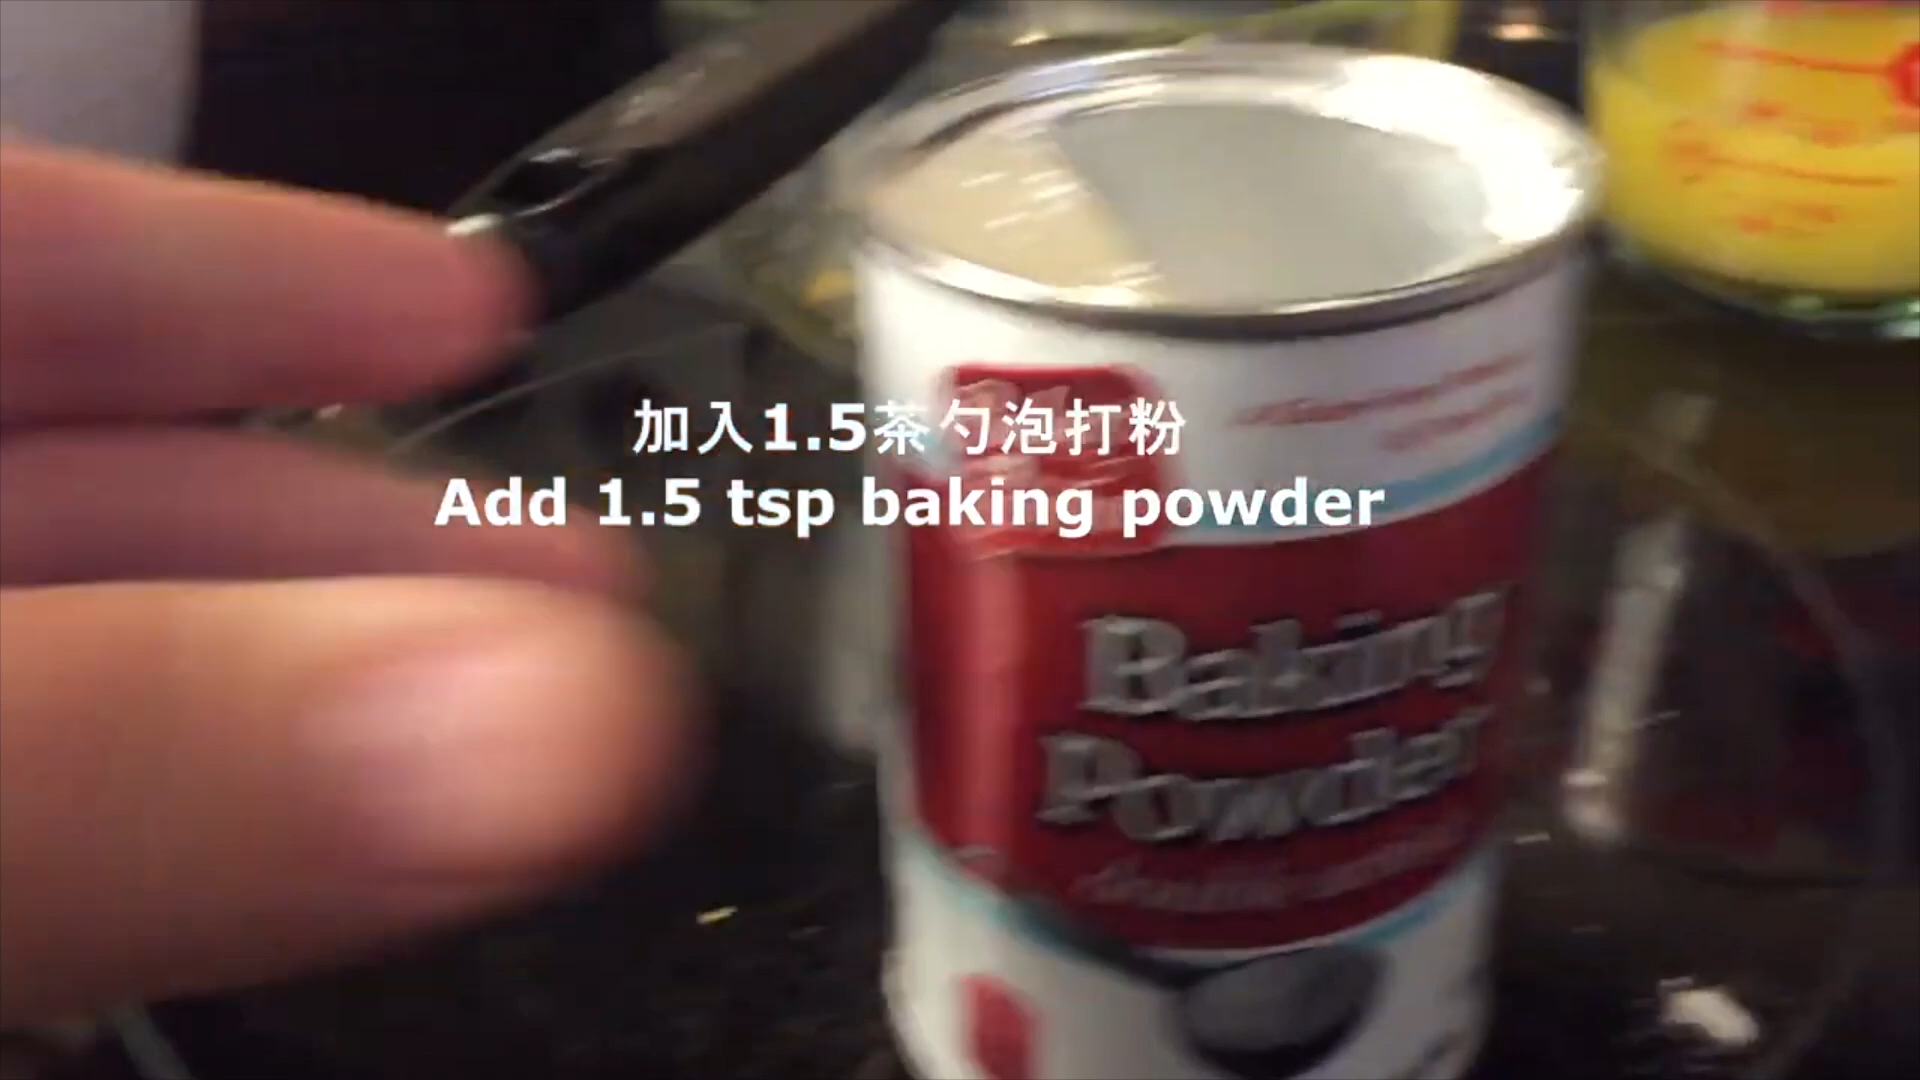 加入1.5茶勺泡打粉
Add 1.5 tsp baking powder
Baking
Powder